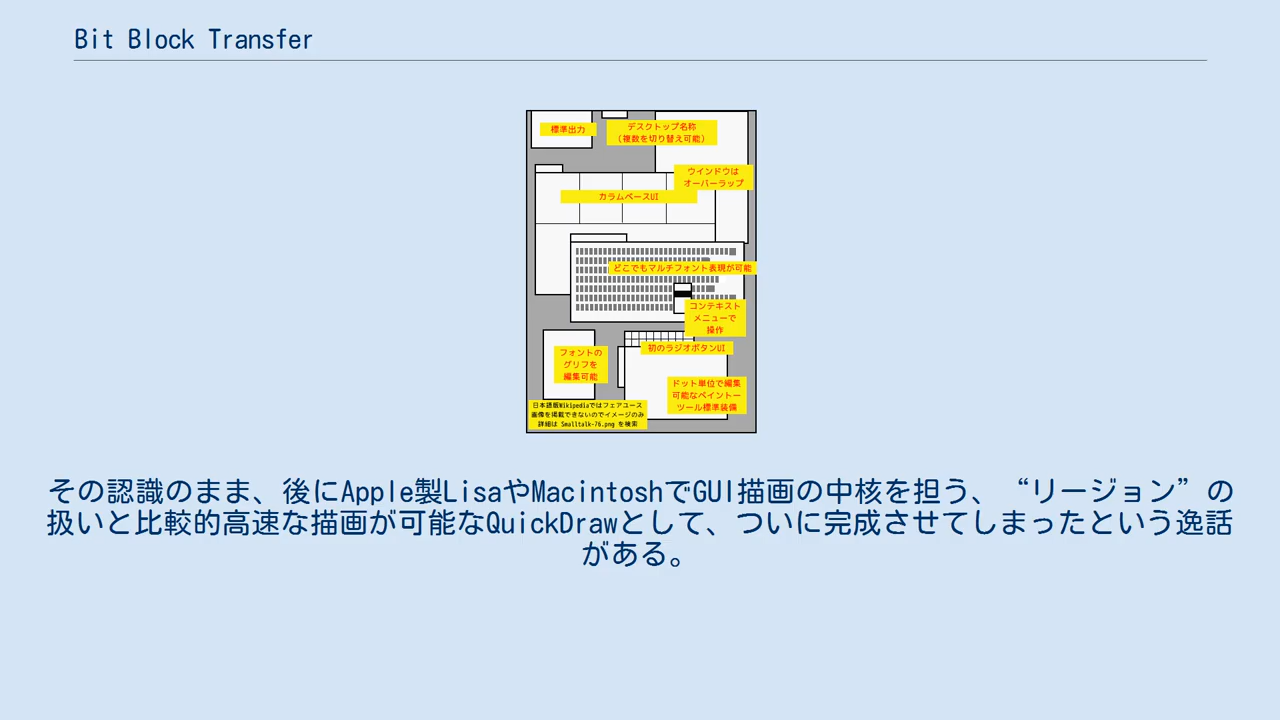 Bit Block Transfer
標準出力
デスクトップ名称
（複数を切り替え可能）
ウインドウは
オーバーラップ
カラムベースUI
どこでもマルチフォント表現が可能
コンテキスト
メニューで
操作
初のラジオボタンUI
フォントの
グリフを
編集可能
ドット単位で編集
可能なペイントー
ツール標準装備
日本語版Wikipediaではフェアユース
画像を掲載できないのでイメージのみ
詳細は Smalltalk-76.png を検索
その認識のまま、後にApple製LisaやMacintoshでGUI描画の中核を担う、“リージョン”の
扱いと比較的高速な描画が可能なQuickDrawとして、ついに完成させてしまったという逸話
がある。